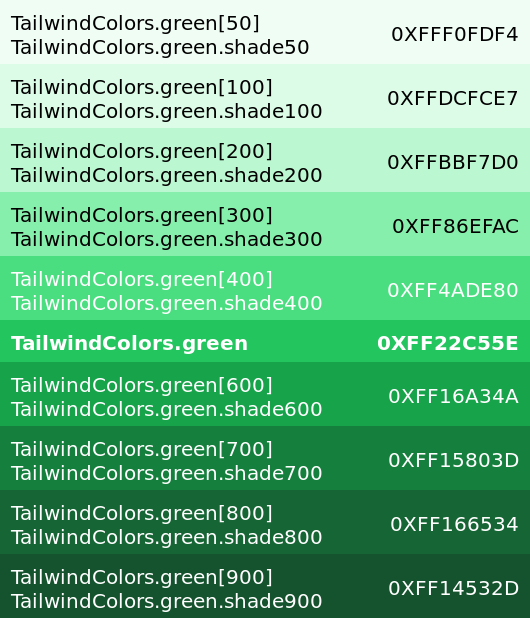 TailwindColors.green[50]
TailwindColors.green.shade50
0XFFF0FDF4
TailwindColors.green[100]
TailwindColors.green.shade100
0XFFDCFCE7
TailwindColors.green[200]
TailwindColors.green.shade200
0XFFBBF7D0
TailwindColors.green[300]
TailwindColors.green.shade300
0XFF86EFAC
TailwindColors.green[400]
TailwindColors.green.shade400
0XFF4ADE80
TailwindColors.green
0XFF22C55E
TailwindColors.green[600]
TailwindColors.green.shade600
0XFF16A34A
TailwindColors.green[700]
TailwindColors.green.shade700
0XFF15803D
TailwindColors.green[800]
TailwindColors.green.shade800
0XFF166534
TailwindColors.green[900]
TailwindColors.green.shade900
0XFF14532D